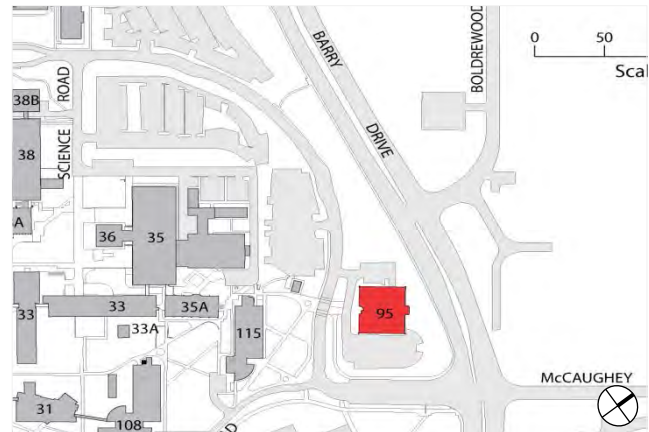 BARRY
DRIVE
BOLDREWOOD
0 50
Scal
38B
ROAD
SCIENCE
38
A
36
35
33
33
33A
35A
115
95
31
108
McCAUGHEY